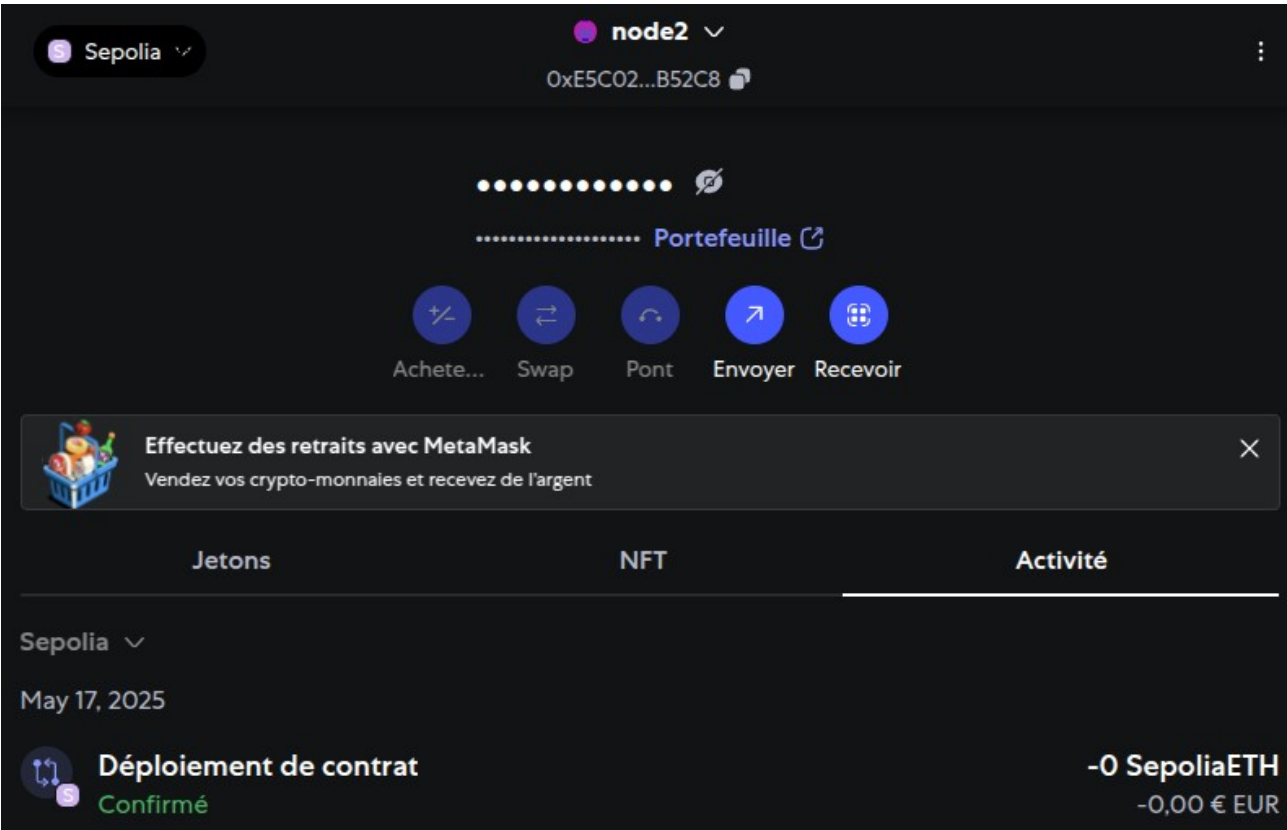 S Sepolia
node2
0xE5C02...B52C8
••••••••••••
•••••••••••••••••••• Portefeuille
Achete... Swap Pont Envoyer Recevoir
Effectuez des retraits avec MetaMask
Vendez vos crypto-monnaies et recevez de l'argent
Jetons NFT Activité
Sepolia
May 17, 2025
Déploiement de contrat -0 SepoliaETH
S Confirmé -0,00 € EUR